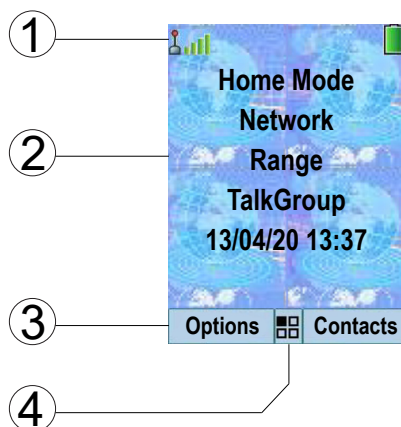 1
Home Mode
2
Network
Range
TalkGroup
13/04/20 13:37
3
Options
Contacts
4